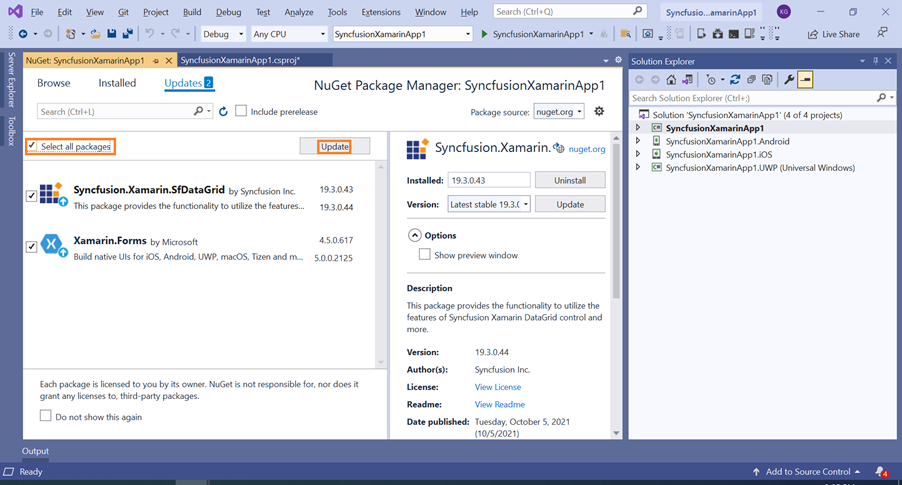 File Edit View Git Project Build Debug Test Analyze Tools Extensions Window Help Search (Ctrl+Q) Syncfusio...amarinApp1 KG
Debug Any CPU SyncfusionXamarinApp1 SyncfusionXamarinApp1 Live Share
Server Explorer
Toolbox
NuGet: SyncfusionXamarinApp1 SyncfusionXamarinApp1.csproj*
Browse Installed Updates 2 NuGet Package Manager: SyncfusionXamarinApp1
Search (Ctrl+L) Include prerelease Package source: nuget.org
Select all packages Update
Syncfusion.Xamarin.SfDataGrid by Syncfusion Inc. 19.3.0.43
This package provides the functionality to utilize the features... 19.3.0.44
Xamarin.Forms by Microsoft 4.5.0.617
Build native UIs for iOS, Android, UWP, macOS, Tizen and m... 5.0.0.2125
Each package is licensed to you by its owner. NuGet is not responsible for, nor does it
grant any licenses to, third-party packages.
Do not show this again
Syncfusion.Xamarin. nuget.org
Installed: 19.3.0.43 Uninstall
Version: Latest stable 19.3.0 Update
Options
Show preview window
Description
This package provides the functionality to utilize the
features of Syncfusion Xamarin DataGrid control and
more.
Version: 19.3.0.44
Author(s): Syncfusion Inc.
License: View License
Readme: View Readme
Date published: Tuesday, October 5, 2021
(10/5/2021)
Solution Explorer
Search Solution Explorer (Ctrl+;)
Solution 'SyncfusionXamarinApp1' (4 of 4 projects)
SyncfusionXamarinApp1
SyncfusionXamarinApp1.Android
SyncfusionXamarinApp1.iOS
SyncfusionXamarinApp1.UWP (Universal Windows)
Output
Ready Add to Source Control 4